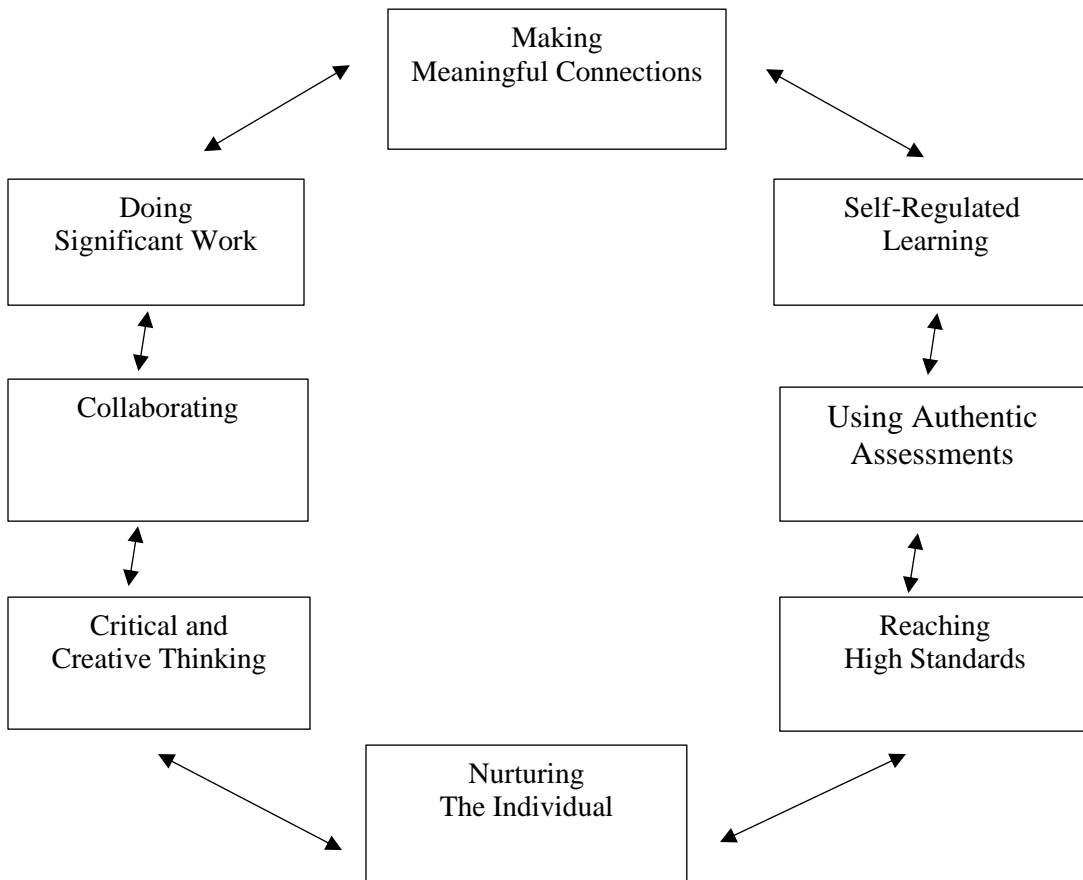 Making
Meaningful Connections
Doing
Significant Work
Self-Regulated
Learning
Collaborating
Using Authentic
Assessments
Critical and
Creative Thinking
Reaching
High Standards
Nurturing
The Individual